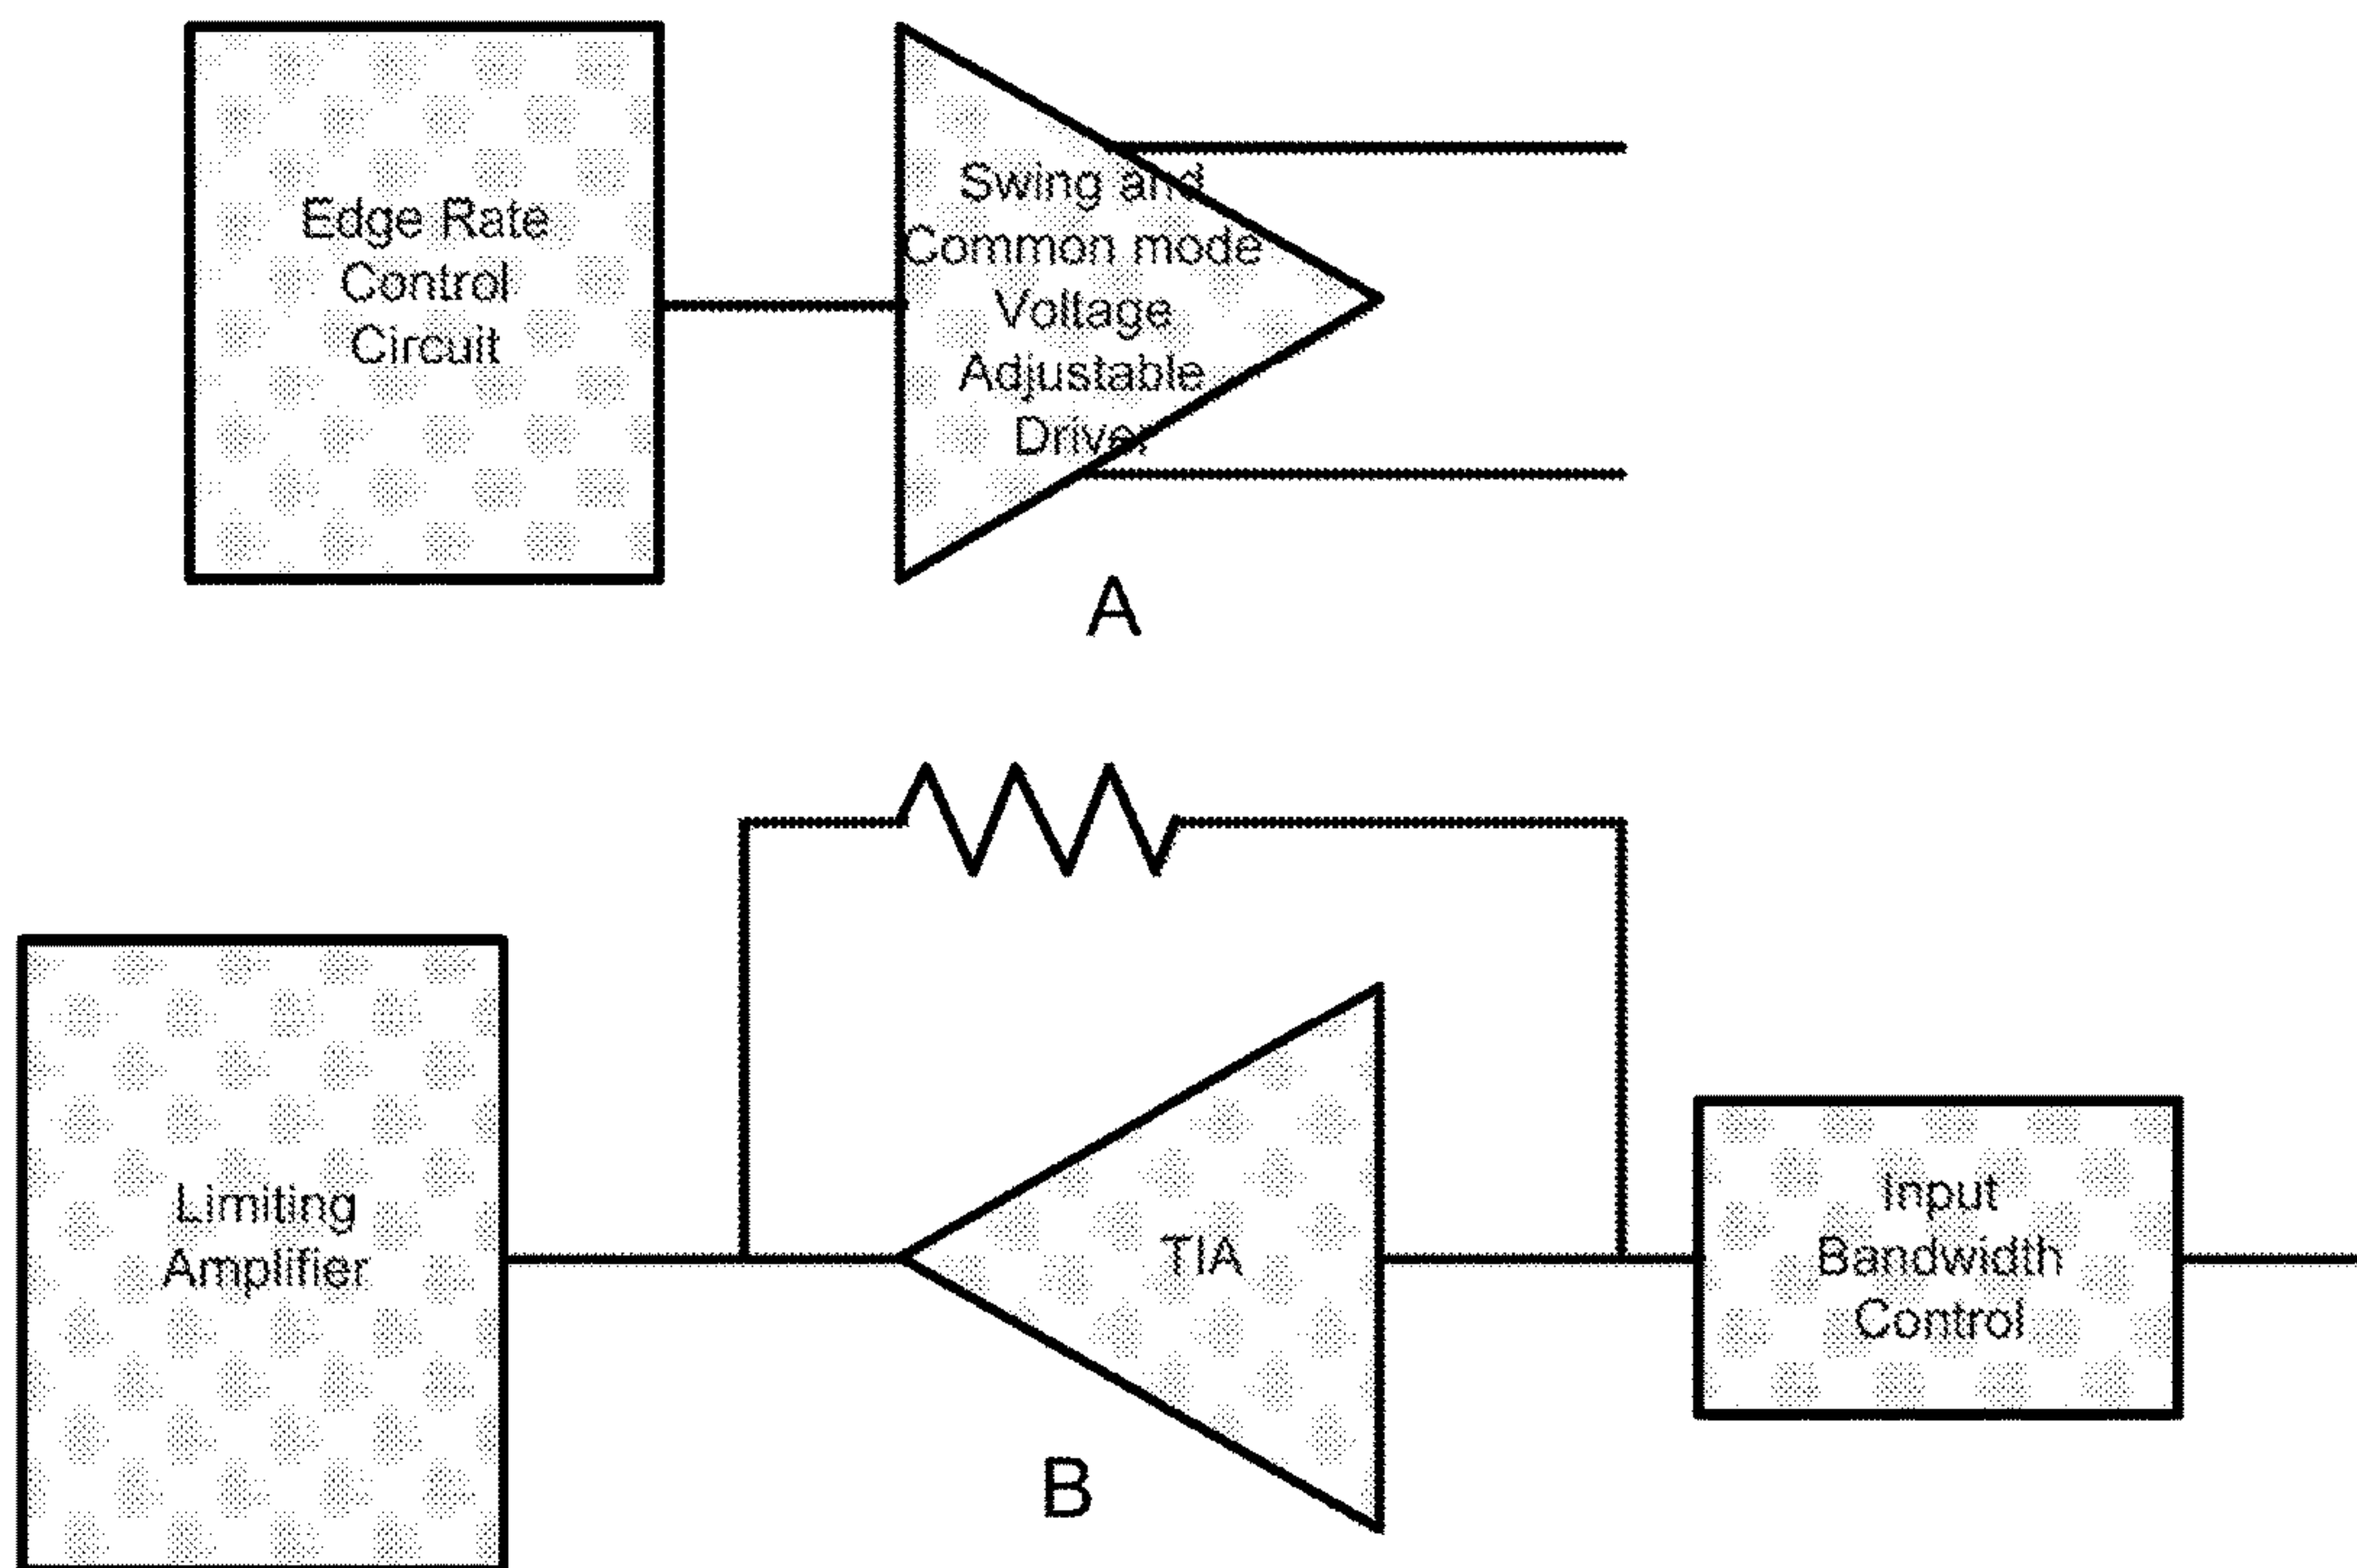 Edge Rate
Control
Circuit
Swing and
Common mode
Voltage
Adjustable
Driver
A
Limiting
Amplifier
TIA
Input
Bandwidth
Control
B